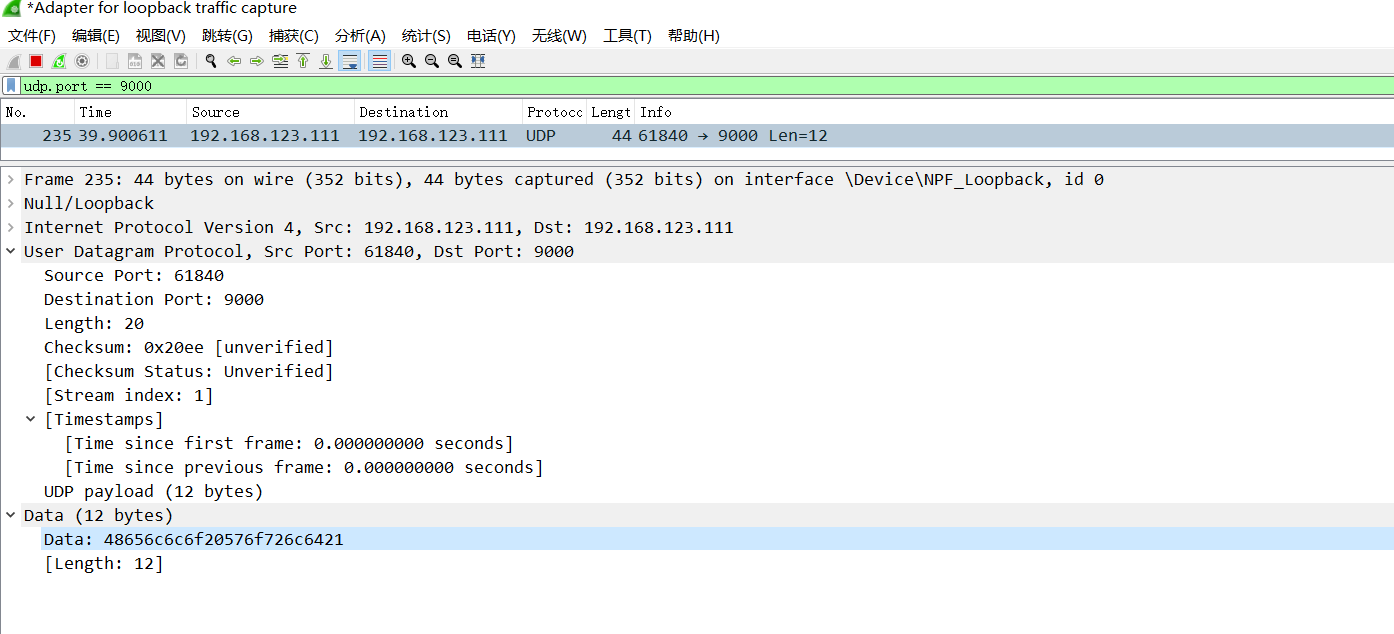 *Adapter for loopback traffic capture
文件(F) 编辑(E) 视图(V) 跳转(G) 捕获(C) 分析(A) 统计(S) 电话(Y) 无线(W) 工具(T) 帮助(H)
udp.port == 9000
No. Time Source Destination Protocc Lengt Info
235 39.900611 192.168.123.111 192.168.123.111 UDP 44 61840 → 9000 Len=12
Frame 235: 44 bytes on wire (352 bits), 44 bytes captured (352 bits) on interface \Device\NPF_Loopback, id 0
Null/Loopback
Internet Protocol Version 4, Src: 192.168.123.111, Dst: 192.168.123.111
User Datagram Protocol, Src Port: 61840, Dst Port: 9000
Source Port: 61840
Destination Port: 9000
Length: 20
Checksum: 0x20ee [unverified]
[Checksum Status: Unverified]
[Stream index: 1]
[Timestamps]
[Time since first frame: 0.000000000 seconds]
[Time since previous frame: 0.000000000 seconds]
UDP payload (12 bytes)
Data (12 bytes)
Data: 48656c6c6f20576f726c6421
[Length: 12]